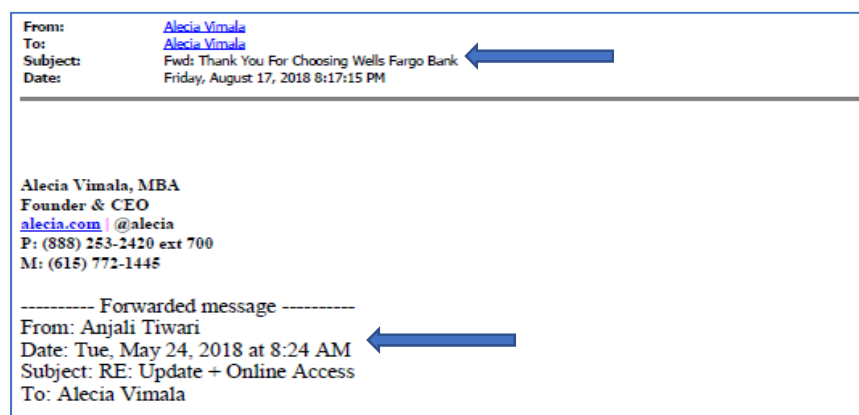 From: Alecia Vimala
To: Alecia Vimala
Subject: Fwd: Thank You For Choosing Wells Fargo Bank
Date: Friday, August 17, 2018 8:17:15 PM
Alecia Vimala, MBA
Founder & CEO
alecia.com | @alecia
P: (888) 253-2420 ext 700
M: (615) 772-1445
---------- Forwarded message ----------
From: Anjali Tiwari
Date: Tue, May 24, 2018 at 8:24 AM
Subject: RE: Update + Online Access
To: Alecia Vimala